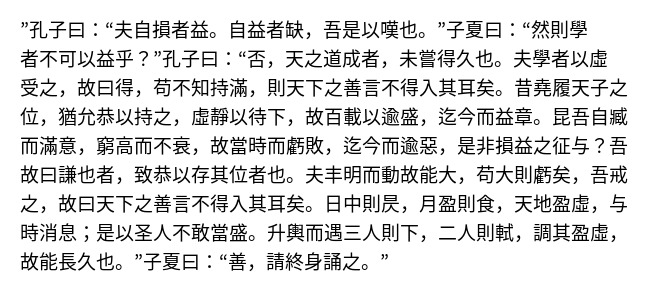 ”孔子曰：“夫自損者益。自益者缺，吾是以嘆也。”子夏曰：“然則學
者不可以益乎？”孔子曰：“否，天之道成者，未嘗得久也。夫學者以虛
受之，故曰得，苟不知持滿，則天下之善言不得入其耳矣。昔堯履天子之
位，猶允恭以持之，虛靜以待下，故百載以逾盛，迄今而益章。昆吾自臧
而滿意，窮高而不衰，故當時而虧敗，迄今而逾惡，是非損益之征与？吾
故曰謙也者，致恭以存其位者也。夫丰明而動故能大，苟大則虧矣，吾戒
之，故曰天下之善言不得入其耳矣。日中則昃，月盈則食，天地盈虛，与
時消息；是以圣人不敢當盛。升輿而遇三人則下，二人則軾，調其盈虛，
故能長久也。”子夏曰：“善，請終身誦之。”